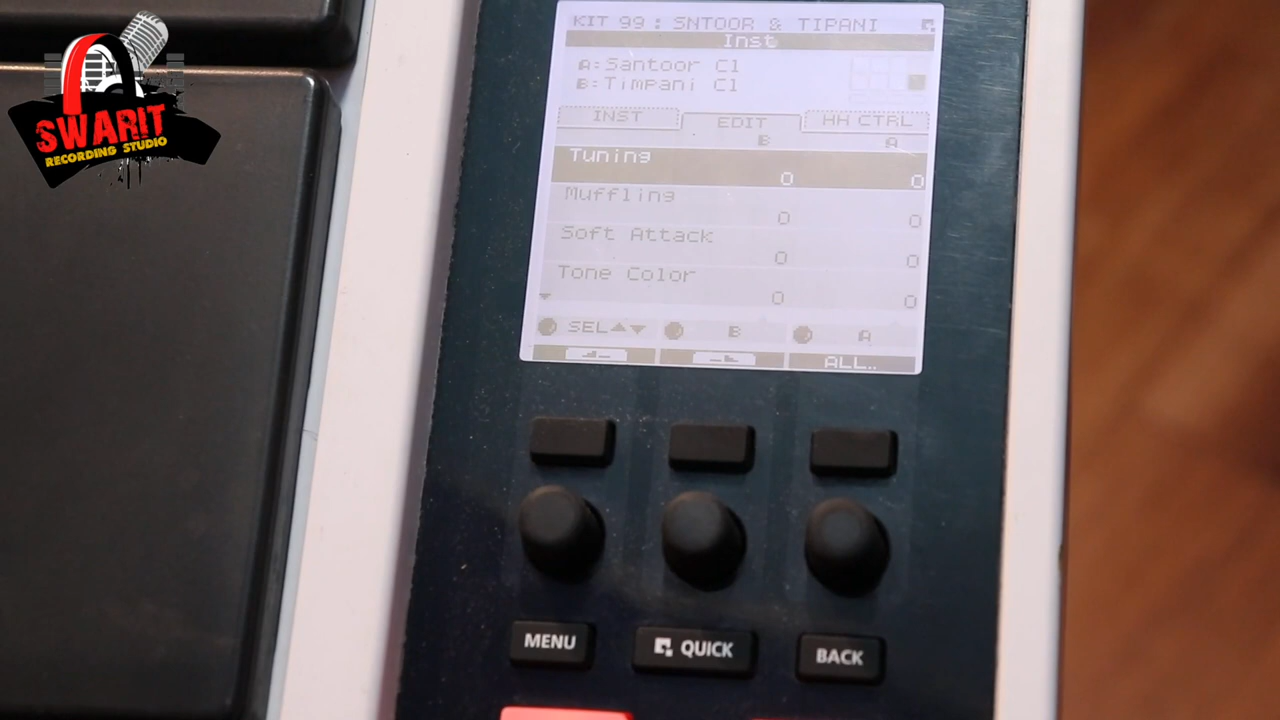 SWARIT
RECORDING STUDIO
KIT 99 : SNTOOR & TIPANI
Inst
A:Santoor C1
B:Timpani C1
INST EDIT HH CTRL
B A
Tuning
0 0
Muffling
0 0
Soft Attack
0 0
Tone Color
0 0
SEL▲▼ B A
ALL..
MENU QUICK BACK